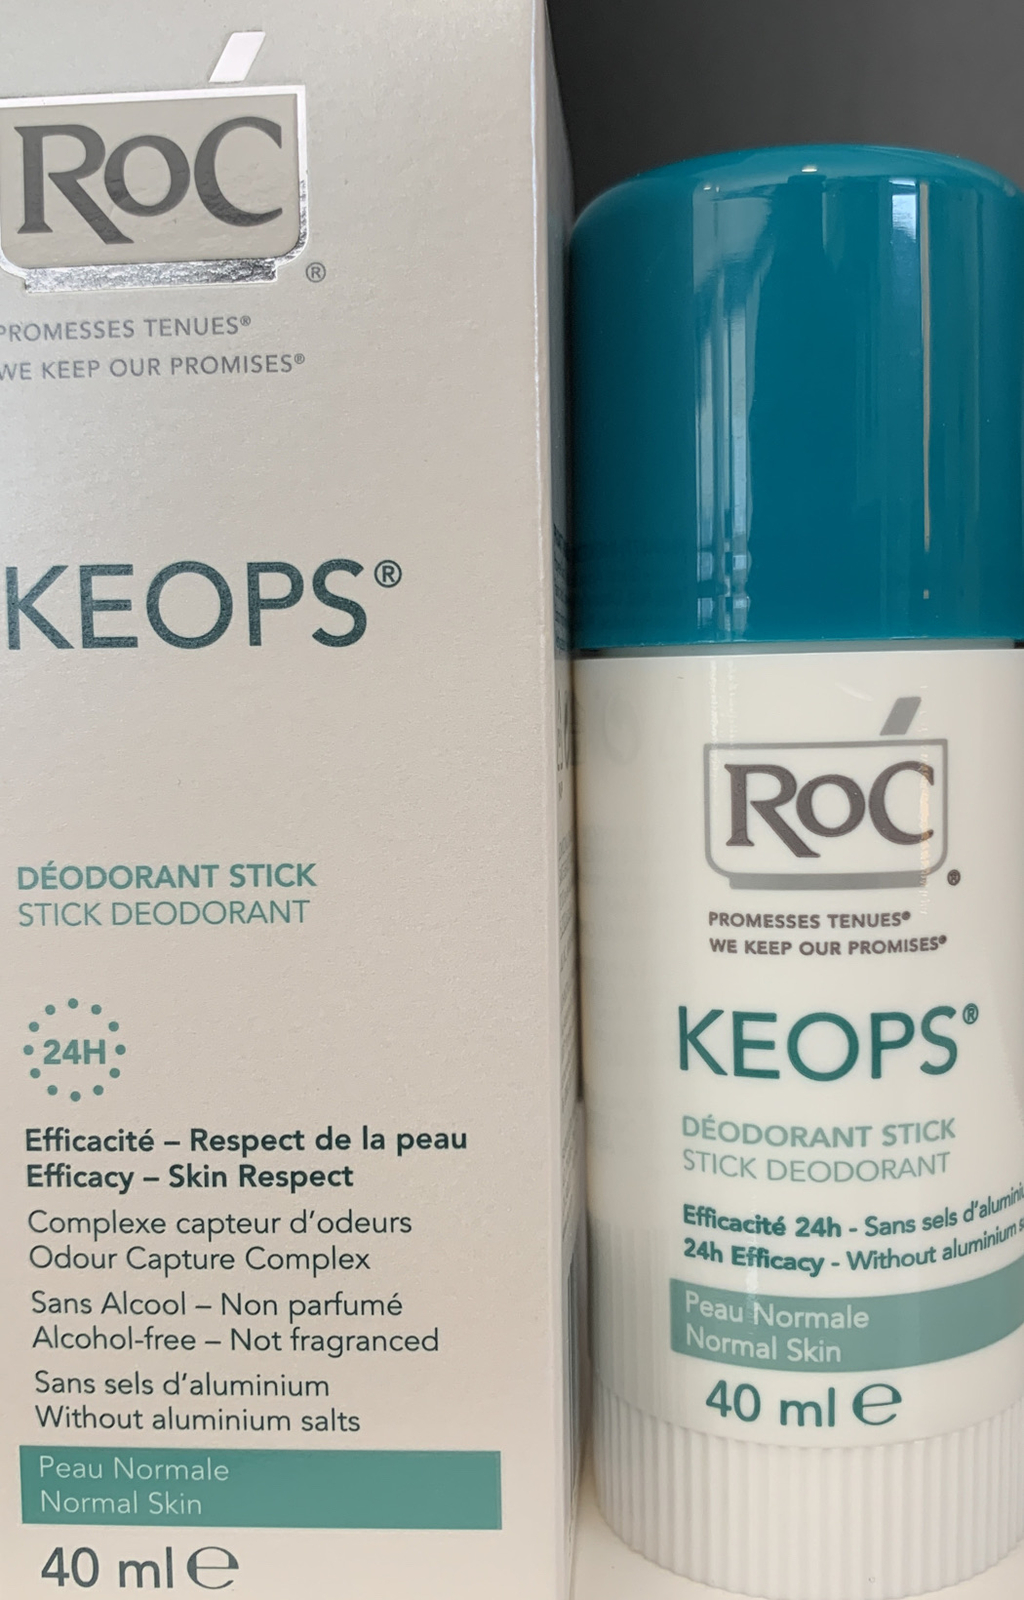 RoC
®
PROMESSES TENUES®
WE KEEP OUR PROMISES®
KEOPS®
DÉODORANT STICK
STICK DEODORANT
24H
Efficacité – Respect de la peau
Efficacy – Skin Respect
Complexe capteur d'odeurs
Odour Capture Complex
Sans Alcool – Non parfumé
Alcohol-free – Not fragranced
Sans sels d'aluminium
Without aluminium salts
Peau Normale
Normal Skin
40 ml ℮
RoC
®
PROMESSES TENUES®
WE KEEP OUR PROMISES®
KEOPS®
DÉODORANT STICK
STICK DEODORANT
Efficacité 24h - Sans sels
24h Efficacy - Without aluminium
Peau Normale
Normal Skin
40 ml ℮